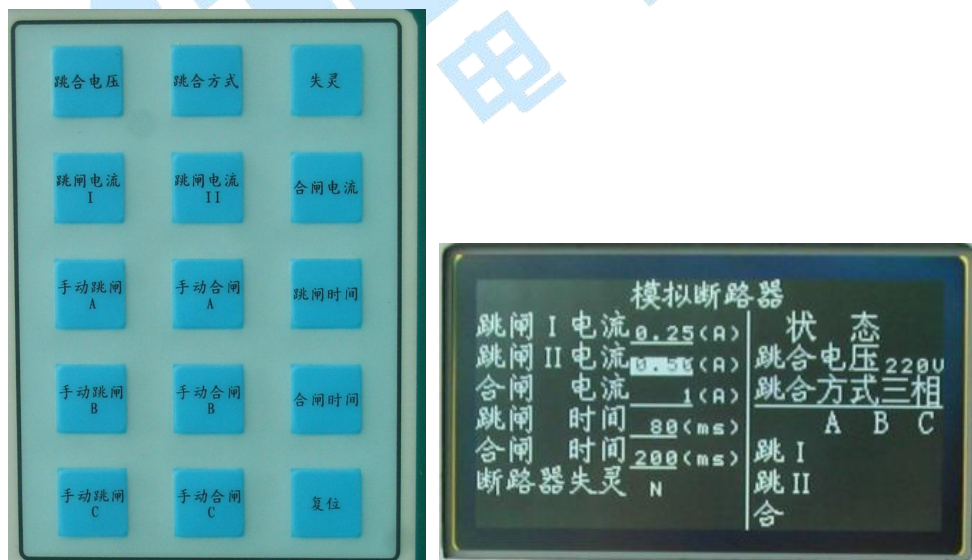 电
跳合电压
跳合方式
失灵
跳闸电流
I
跳闸电流
II
合闸电流
手动跳闸
A
手动合闸
A
跳闸时间
手动跳闸
B
手动合闸
B
合闸时间
手动跳闸
C
手动合闸
C
复位
模拟断路器
跳闸 I 电流 0.25(A)
跳闸 II 电流 0.50(A)
合闸 电流 1(A)
跳闸 时间 80(ms)
合闸 时间 200(ms)
断路器失灵 N
状 态
跳合电压 220V
跳合方式三相
A B C
跳 I
跳 II
合